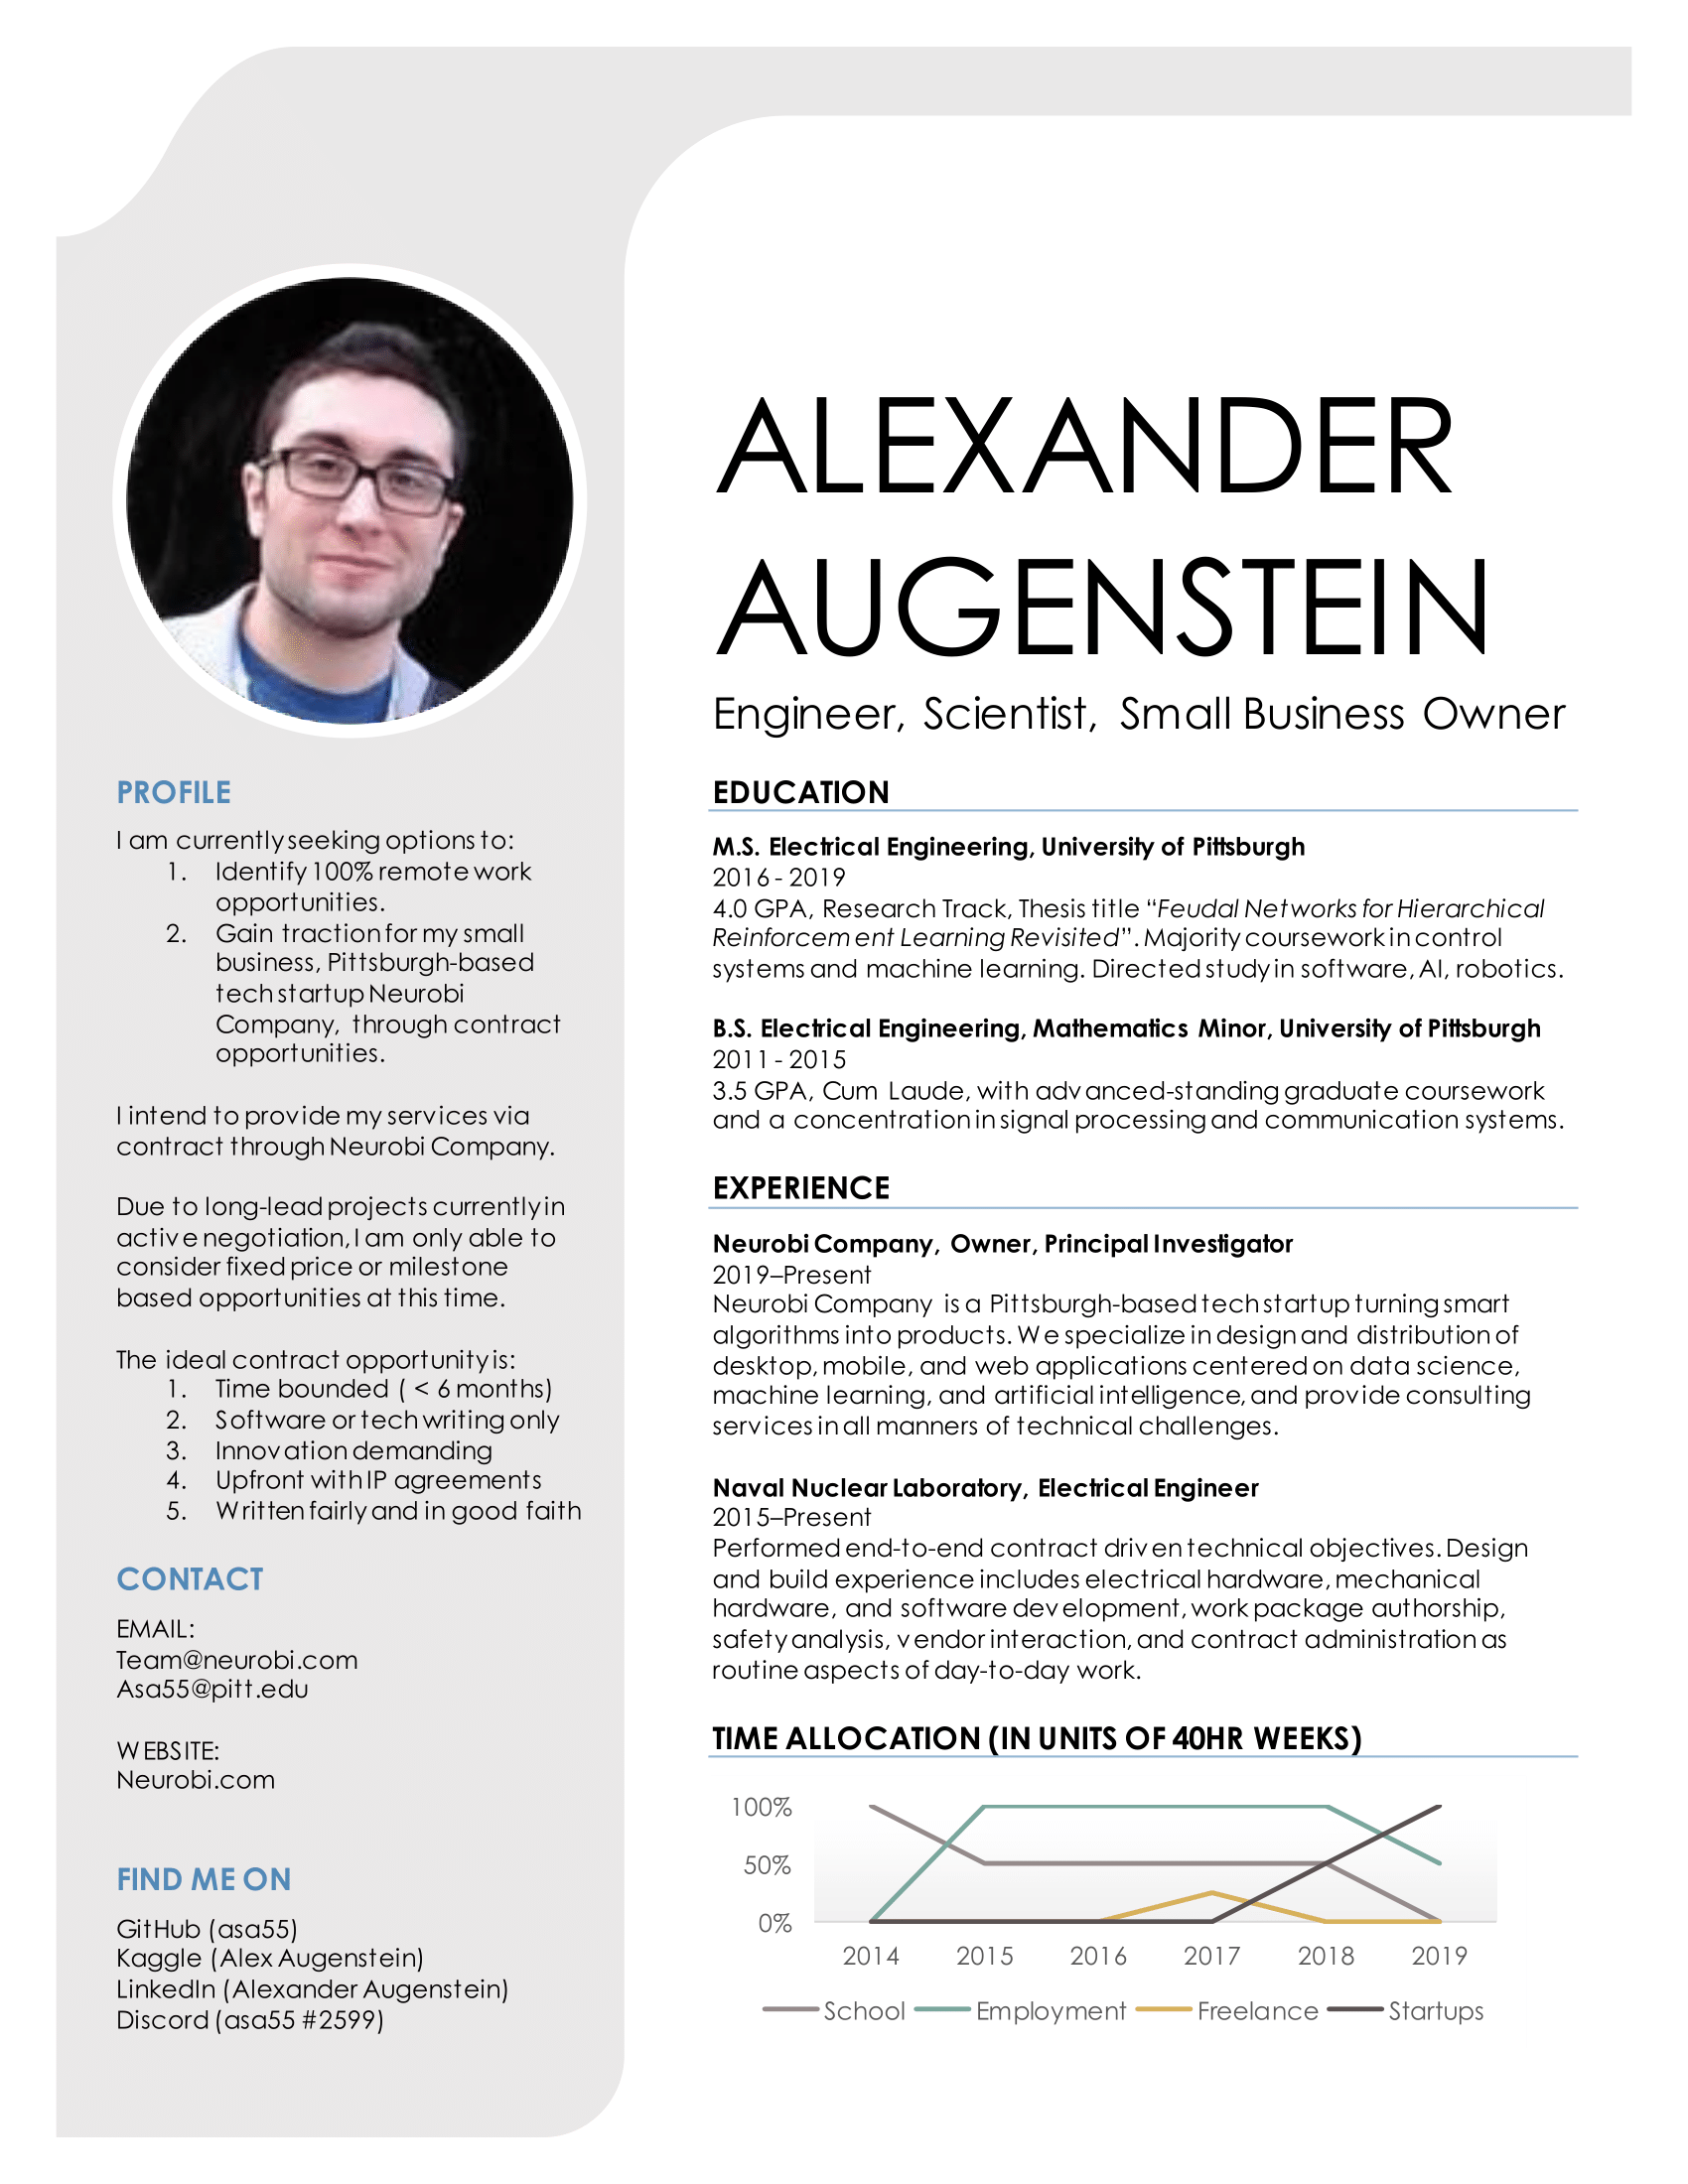 ALEXANDER
AUGENSTEIN
Engineer, Scientist, Small Business Owner
PROFILE
I am currently seeking options to:
1. Identify 100% remote work
opportunities.
2. Gain traction for my small
business, Pittsburgh-based
tech startup Neurobi
Company, through contract
opportunities.
I intend to provide my services via
contract through Neurobi Company.
Due to long-lead projects currently in
active negotiation, I am only able to
consider fixed price or milestone
based opportunities at this time.
The ideal contract opportunity is:
1. Time bounded ( < 6 months)
2. Software or tech writing only
3. Innovation demanding
4. Upfront with IP agreements
5. Written fairly and in good faith
CONTACT
EMAIL:
Team@neurobi.com
Asa55@pitt.edu
WEBSITE:
Neurobi.com
FIND ME ON
GitHub (asa55)
Kaggle (Alex Augenstein)
LinkedIn (Alexander Augenstein)
Discord (asa55 #2599)
EDUCATION
M.S. Electrical Engineering, University of Pittsburgh
2016 - 2019
4.0 GPA, Research Track, Thesis title “Feudal Networks for Hierarchical
Reinforcement Learning Revisited”. Majority coursework in control
systems and machine learning. Directed study in software, AI, robotics.
B.S. Electrical Engineering, Mathematics Minor, University of Pittsburgh
2011 - 2015
3.5 GPA, Cum Laude, with advanced-standing graduate coursework
and a concentration in signal processing and communication systems.
EXPERIENCE
Neurobi Company, Owner, Principal Investigator
2019–Present
Neurobi Company is a Pittsburgh-based tech startup turning smart
algorithms into products. We specialize in design and distribution of
desktop, mobile, and web applications centered on data science,
machine learning, and artificial intelligence, and provide consulting
services in all manners of technical challenges.
Naval Nuclear Laboratory, Electrical Engineer
2015–Present
Performed end-to-end contract driven technical objectives. Design
and build experience includes electrical hardware, mechanical
hardware, and software development, work package authorship,
safety analysis, vendor interaction, and contract administration as
routine aspects of day-to-day work.
TIME ALLOCATION (IN UNITS OF 40HR WEEKS)
100%
50%
0%
2014 2015 2016 2017 2018 2019
School Employment Freelance Startups